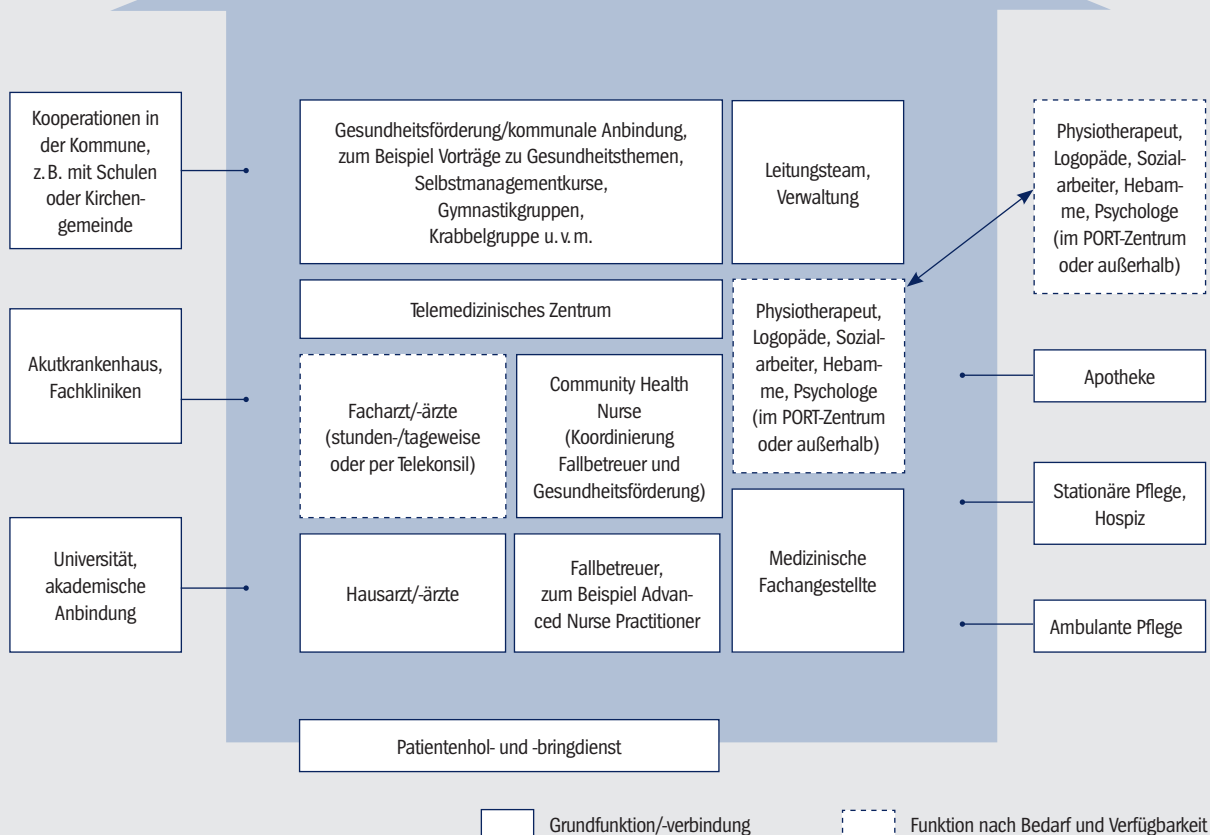 Kooperationen in
der Kommune,
z. B. mit Schulen
oder Kirchen-
gemeinde
Gesundheitsförderung/kommunale Anbindung,
zum Beispiel Vorträge zu Gesundheitsthemen,
Selbstmanagementkurse,
Gymnastikgruppen,
Krabbelgruppe u. v. m.
Leitungsteam,
Verwaltung
Physiotherapeut,
Logopäde, Sozial-
arbeiter, Hebam-
me, Psychologe
(im PORT-Zentrum
oder außerhalb)
Telemedizinisches Zentrum
Physiotherapeut,
Logopäde, Sozial-
arbeiter, Hebam-
me, Psychologe
(im PORT-Zentrum
oder außerhalb)
Akutkrankenhaus,
Fachkliniken
Facharzt/-ärzte
(stunden-/tageweise
oder per Telekonsil)
Community Health
Nurse
(Koordinierung
Fallbetreuer und
Gesundheitsförderung)
Apotheke
Stationäre Pflege,
Hospiz
Universität,
akademische
Anbindung
Hausarzt/-ärzte
Fallbetreuer,
zum Beispiel Advan-
ced Nurse Practitioner
Medizinische
Fachangestellte
Ambulante Pflege
Patientenhol- und -bringdienst
Grundfunktion/-verbindung
Funktion nach Bedarf und Verfügbarkeit